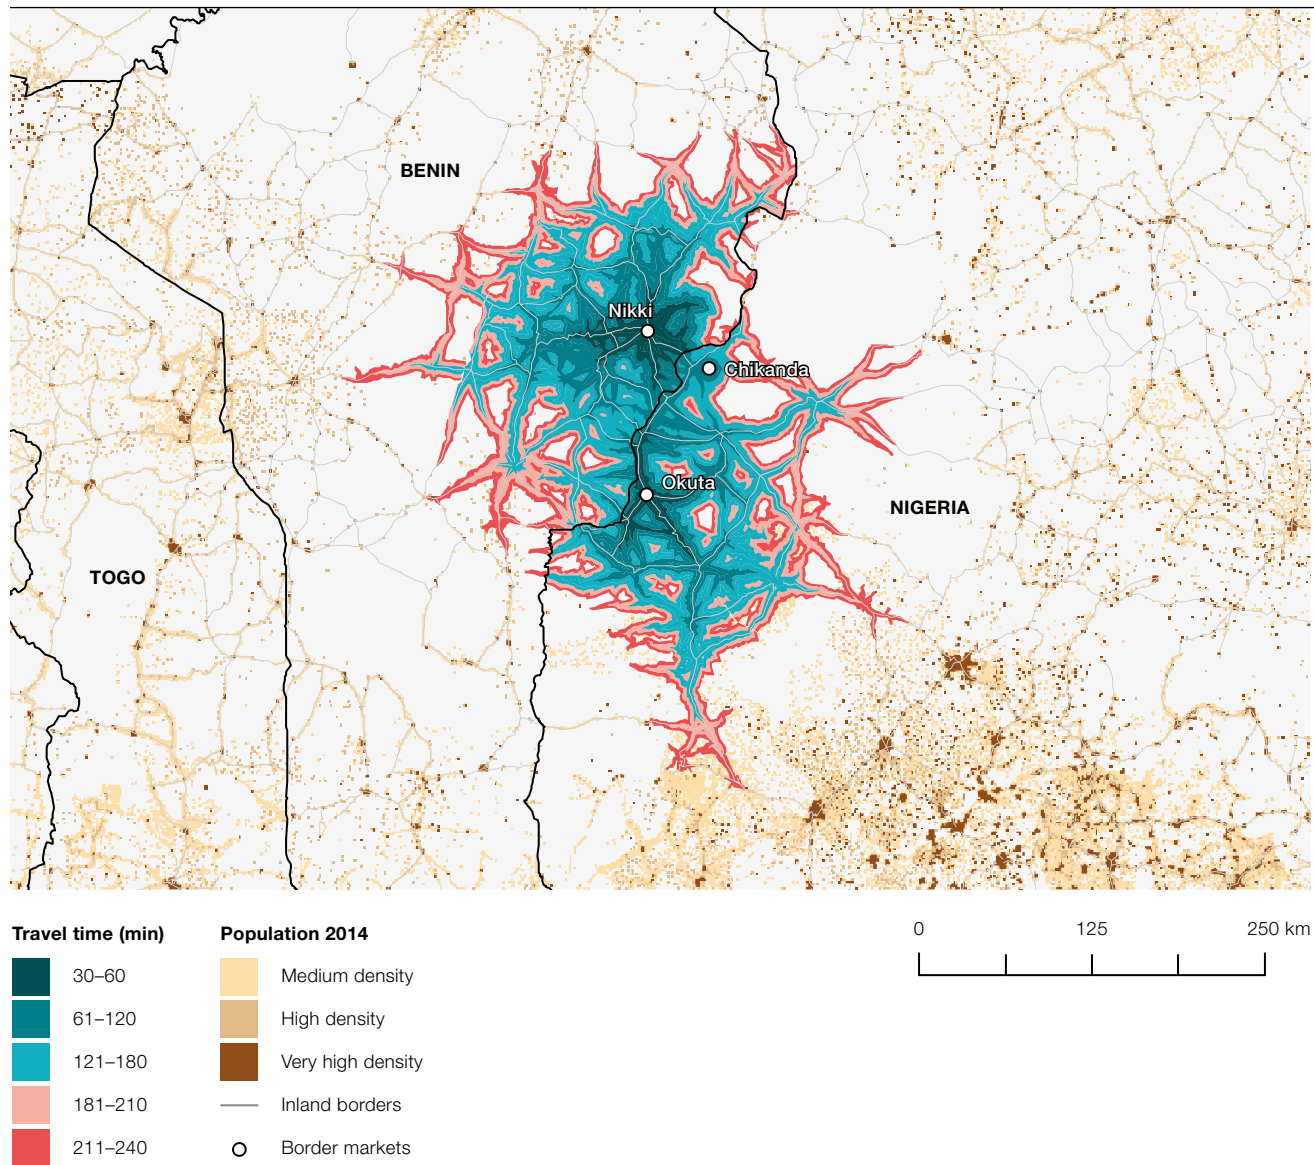 BENIN
Nikki
Chikanda
Okuta
NIGERIA
TOGO
Travel time (min)
30–60
61–120
121–180
181–210
211–240
Population 2014
Medium density
High density
Very high density
Inland borders
Border markets
0 125 250 km